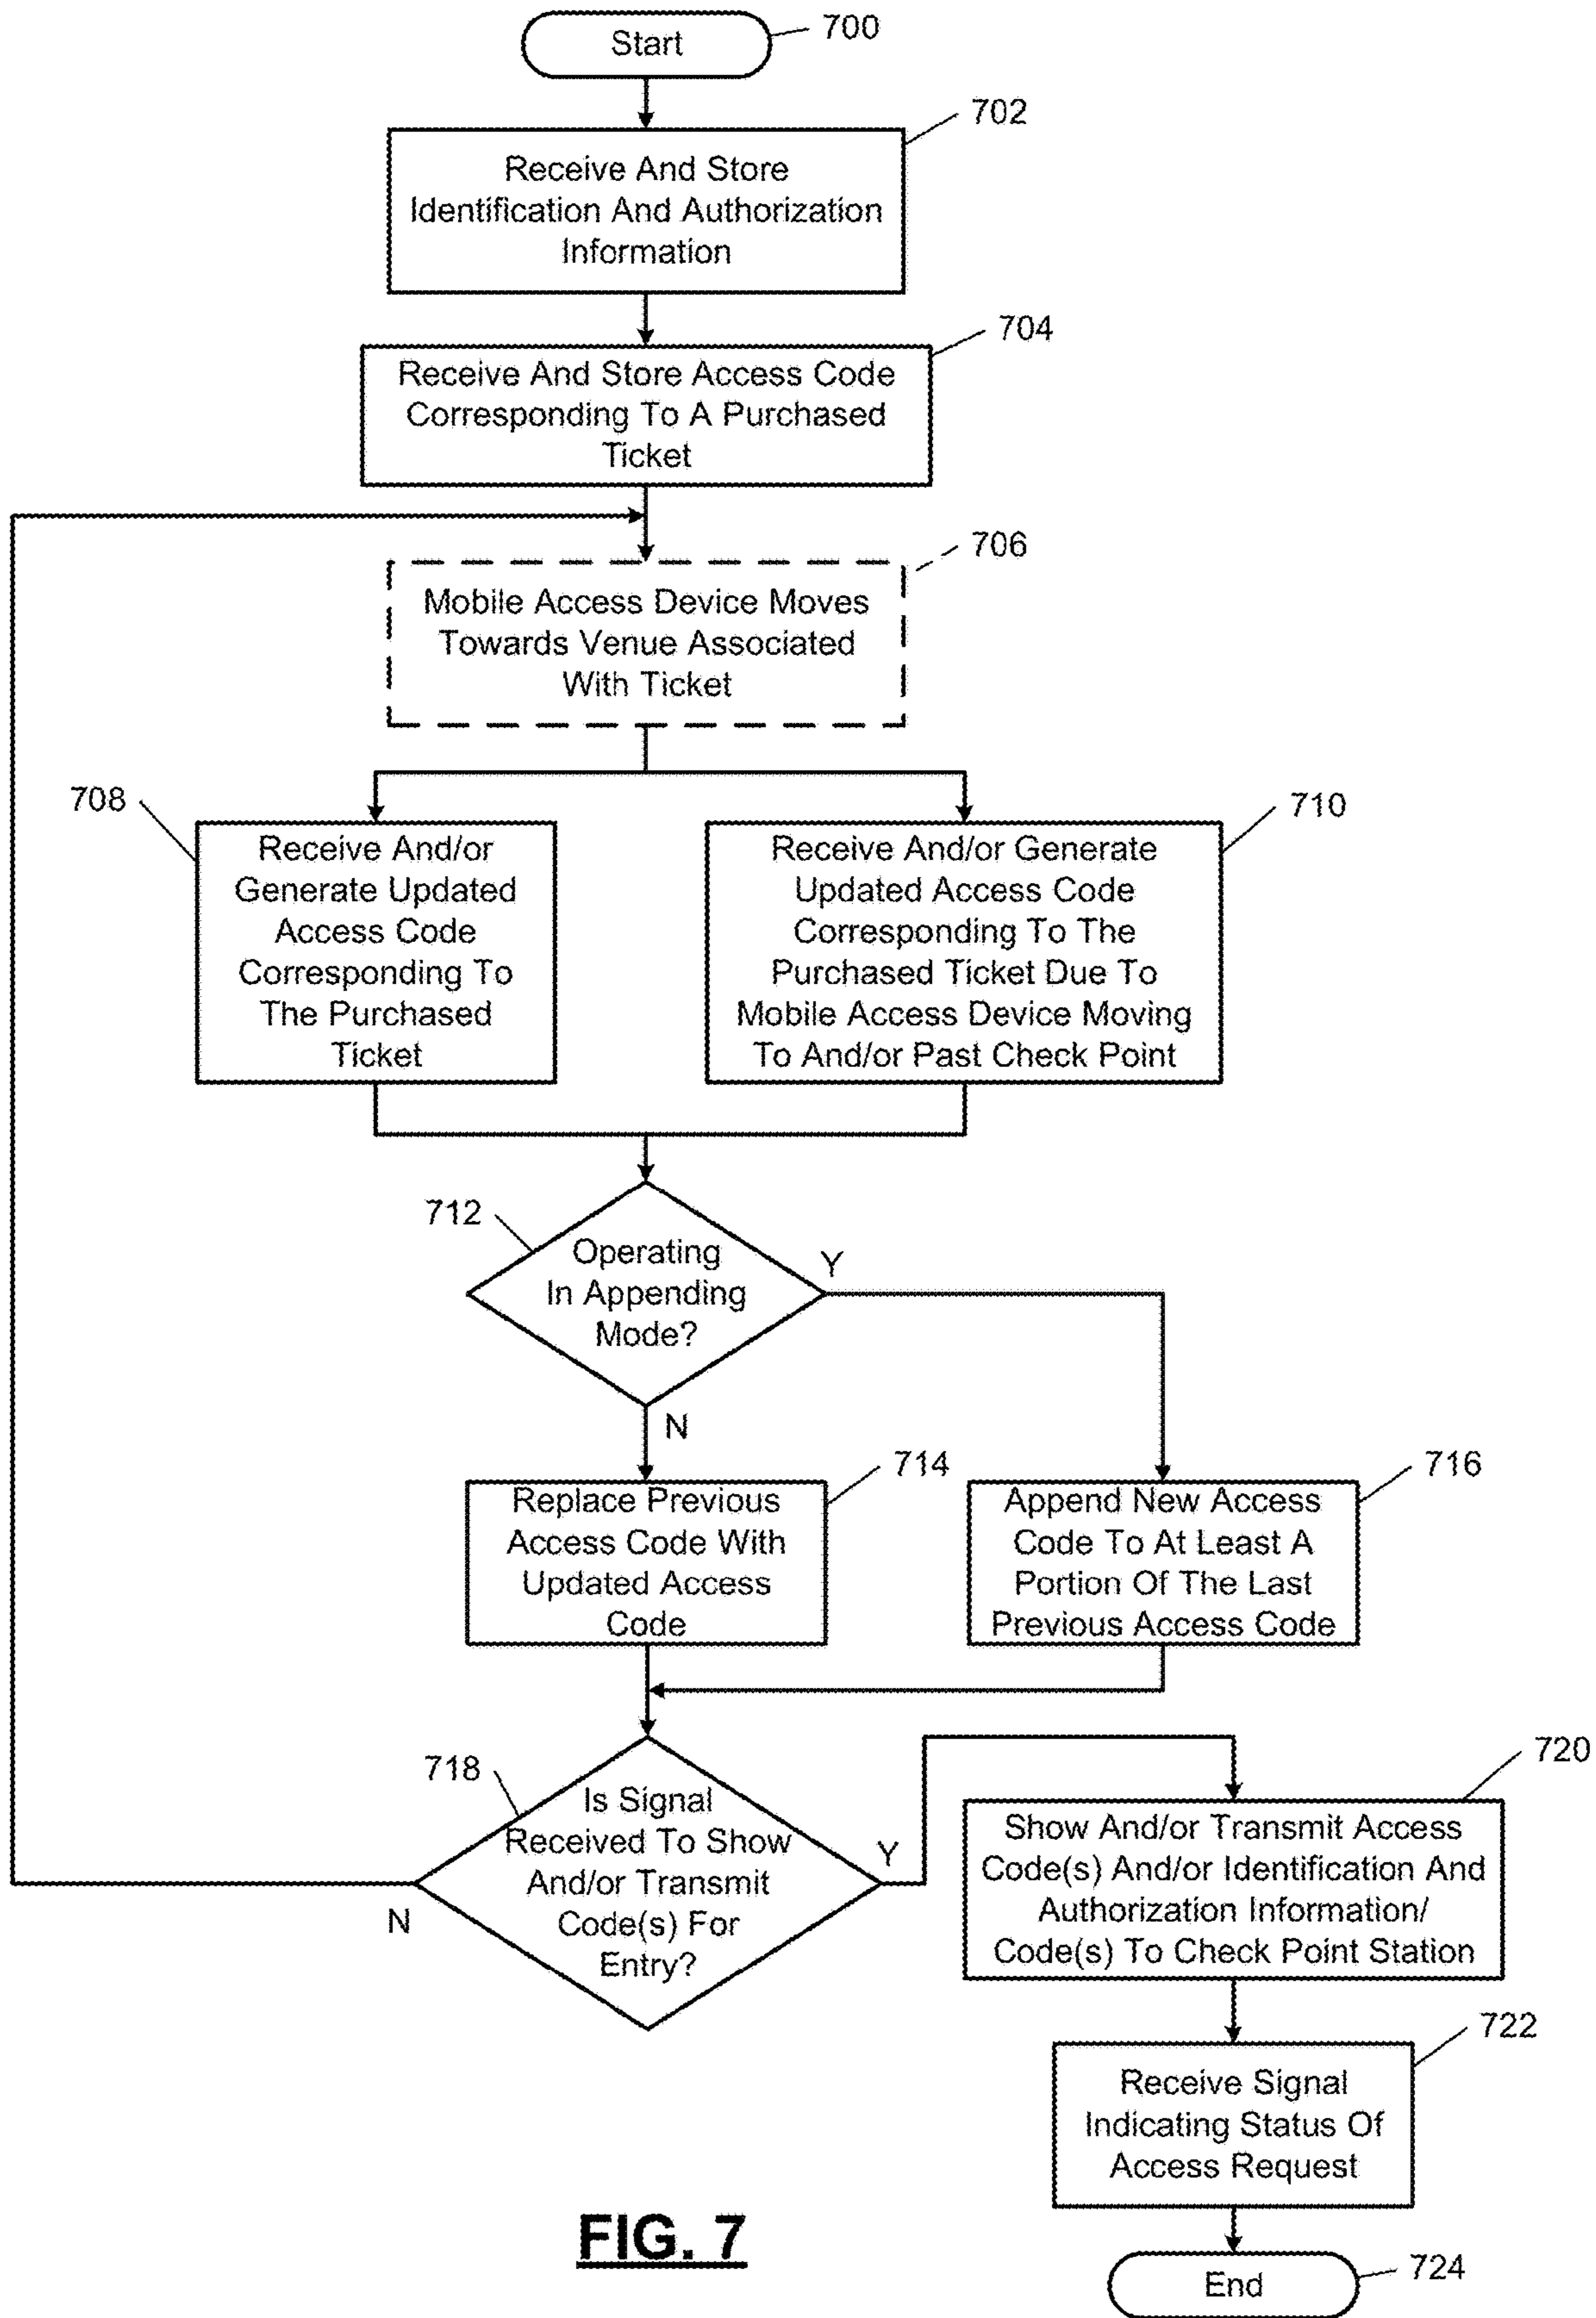 Start
700
702
Receive And Store
Identification And Authorization
Information
704
Receive And Store Access Code
Corresponding To A Purchased
Ticket
706
Mobile Access Device Moves
Towards Venue Associated
With Ticket
708
Receive And/or
Generate Updated
Access Code
Corresponding To
The Purchased
Ticket
710
Receive And/or Generate
Updated Access Code
Corresponding To The
Purchased Ticket Due To
Mobile Access Device Moving
To And/or Past Check Point
712
Operating
In Appending
Mode?
Y
N
714
Replace Previous
Access Code With
Updated Access
Code
716
Append New Access
Code To At Least A
Portion Of The Last
Previous Access Code
718
Is Signal
Received To Show
And/or Transmit
Code(s) For
Entry?
Y
N
720
Show And/or Transmit Access
Code(s) And/or Identification And
Authorization Information/
Code(s) To Check Point Station
722
Receive Signal
Indicating Status Of
Access Request
FIG. 7
End
724